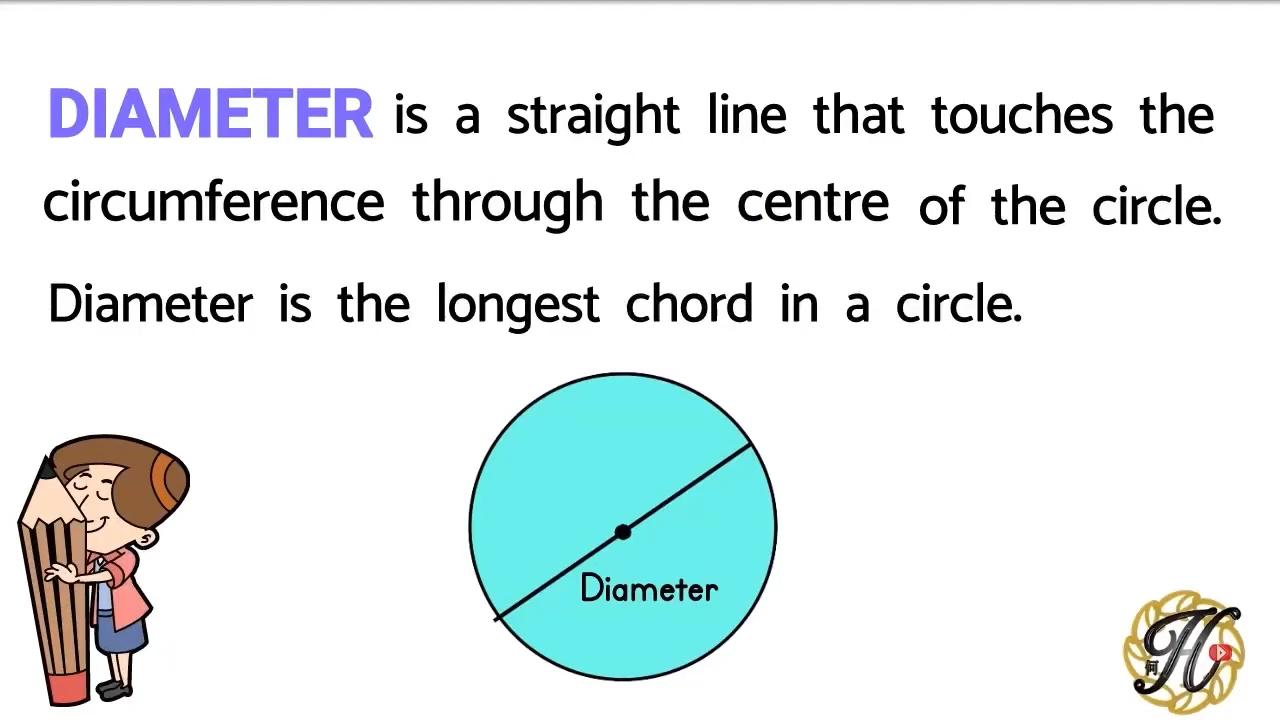 DIAMETER is a straight line that touches the
circumference through the centre of the circle.
Diameter is the longest chord in a circle.
Diameter
H
何